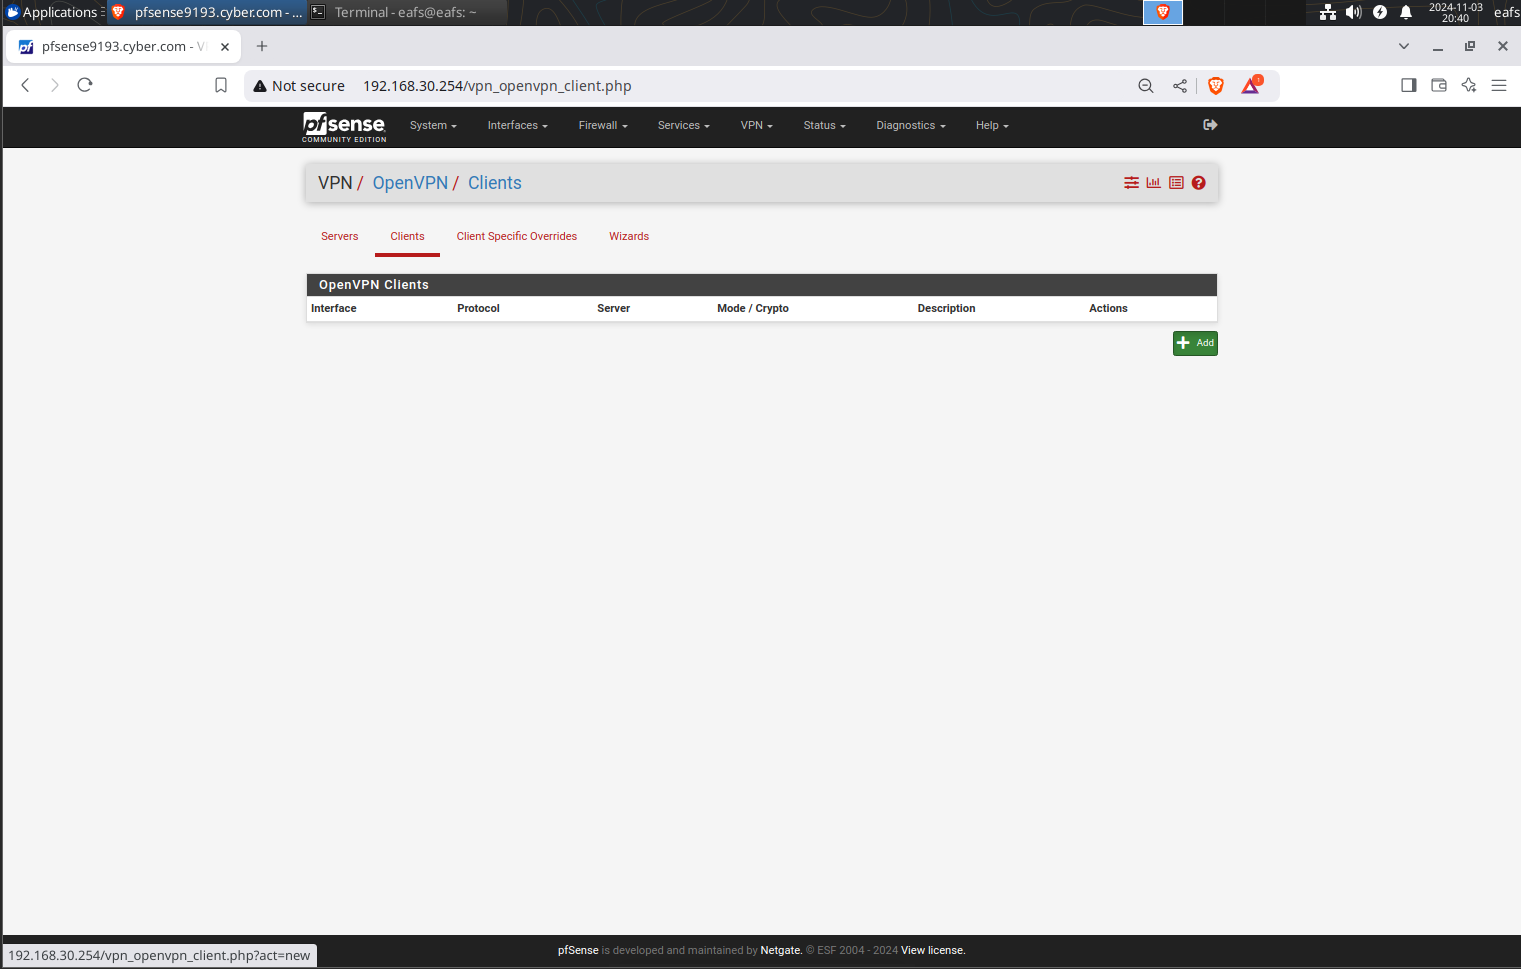 Applications
pfsense9193.cyber.com - ...
Terminal - eafs@eafs: ~
2024-11-03
20:40
eafs
pfsense9193.cyber.com - V
Not secure
192.168.30.254/vpn_openvpn_client.php
1
pfsense
COMMUNITY EDITION
System
Interfaces
Firewall
Services
VPN
Status
Diagnostics
Help
VPN / OpenVPN / Clients
Servers
Clients
Client Specific Overrides
Wizards
OpenVPN Clients
Interface Protocol Server Mode / Crypto Description Actions
Add
pfSense is developed and maintained by Netgate. © ESF 2004 - 2024 View license.
192.168.30.254/vpn_openvpn_client.php?act=new